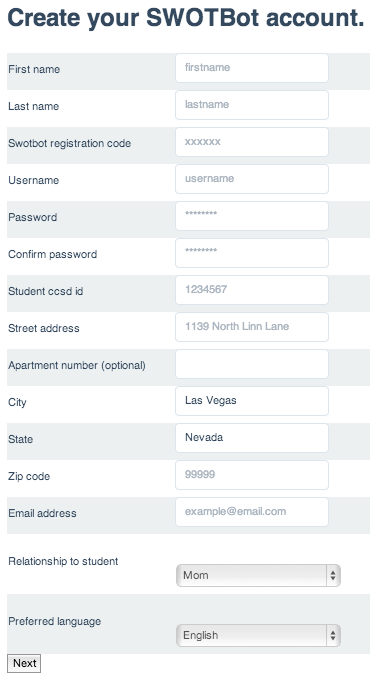 Create your SWOTBot account.
First name firstname
Last name lastname
Swotbot registration code xxxxxx
Username username
Password ********
Confirm password ********
Student ccsd id 1234567
Street address 1139 North Linn Lane
Apartment number (optional)
City Las Vegas
State Nevada
Zip code 99999
Email address example@email.com
Relationship to student Mom
Preferred language English
Next